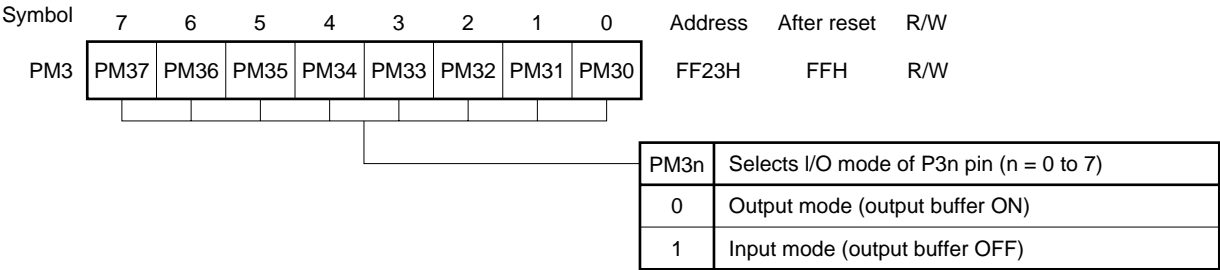 Symbol 7 6 5 4 3 2 1 0 Address After reset R/W
PM3 PM37 PM36 PM35 PM34 PM33 PM32 PM31 PM30 FF23H FFH R/W
PM3n Selects I/O mode of P3n pin (n = 0 to 7)
0 Output mode (output buffer ON)
1 Input mode (output buffer OFF)